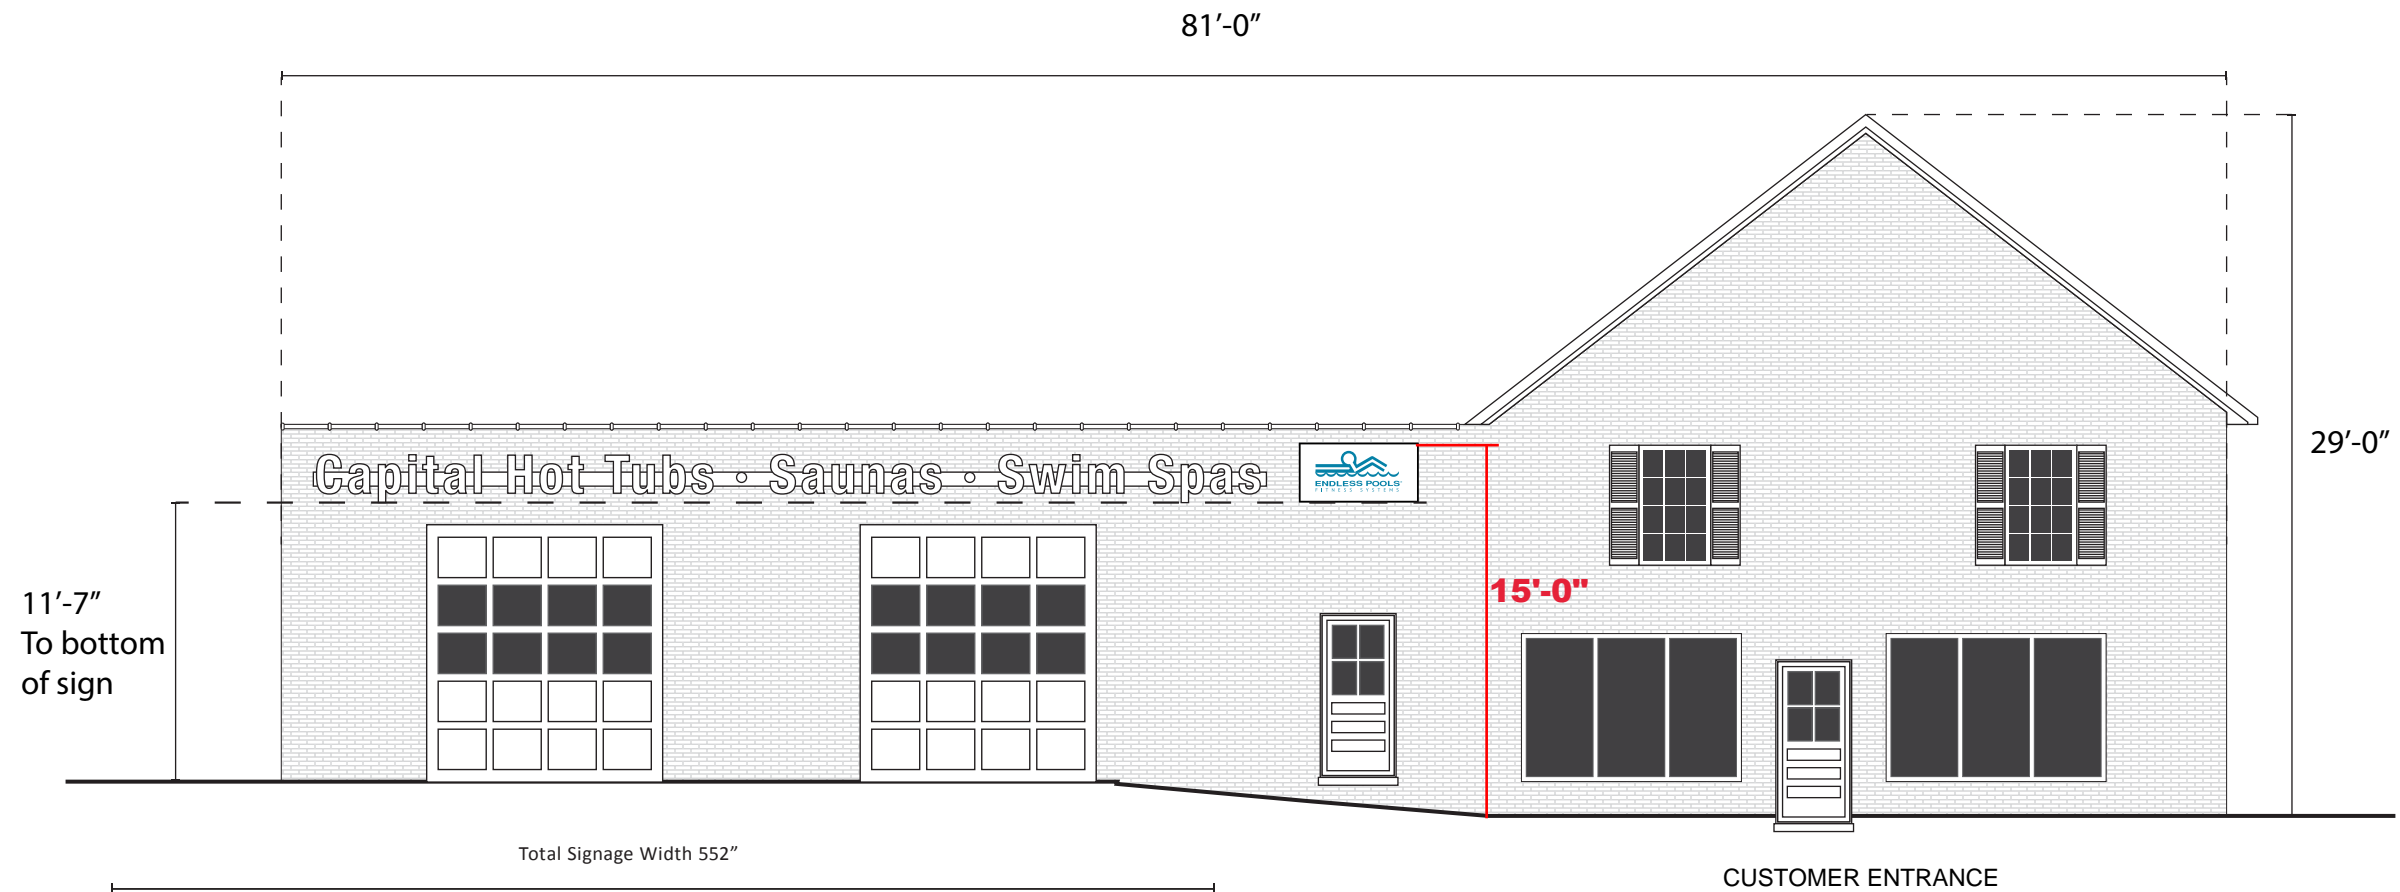 81’-0”
Capital Hot Tubs • Saunas • Swim Spas
ENDLESS POOLS
FITNESS SYSTEMS
29’-0”
15'-0"
11’-7”
To bottom
of sign
Total Signage Width 552”
CUSTOMER ENTRANCE